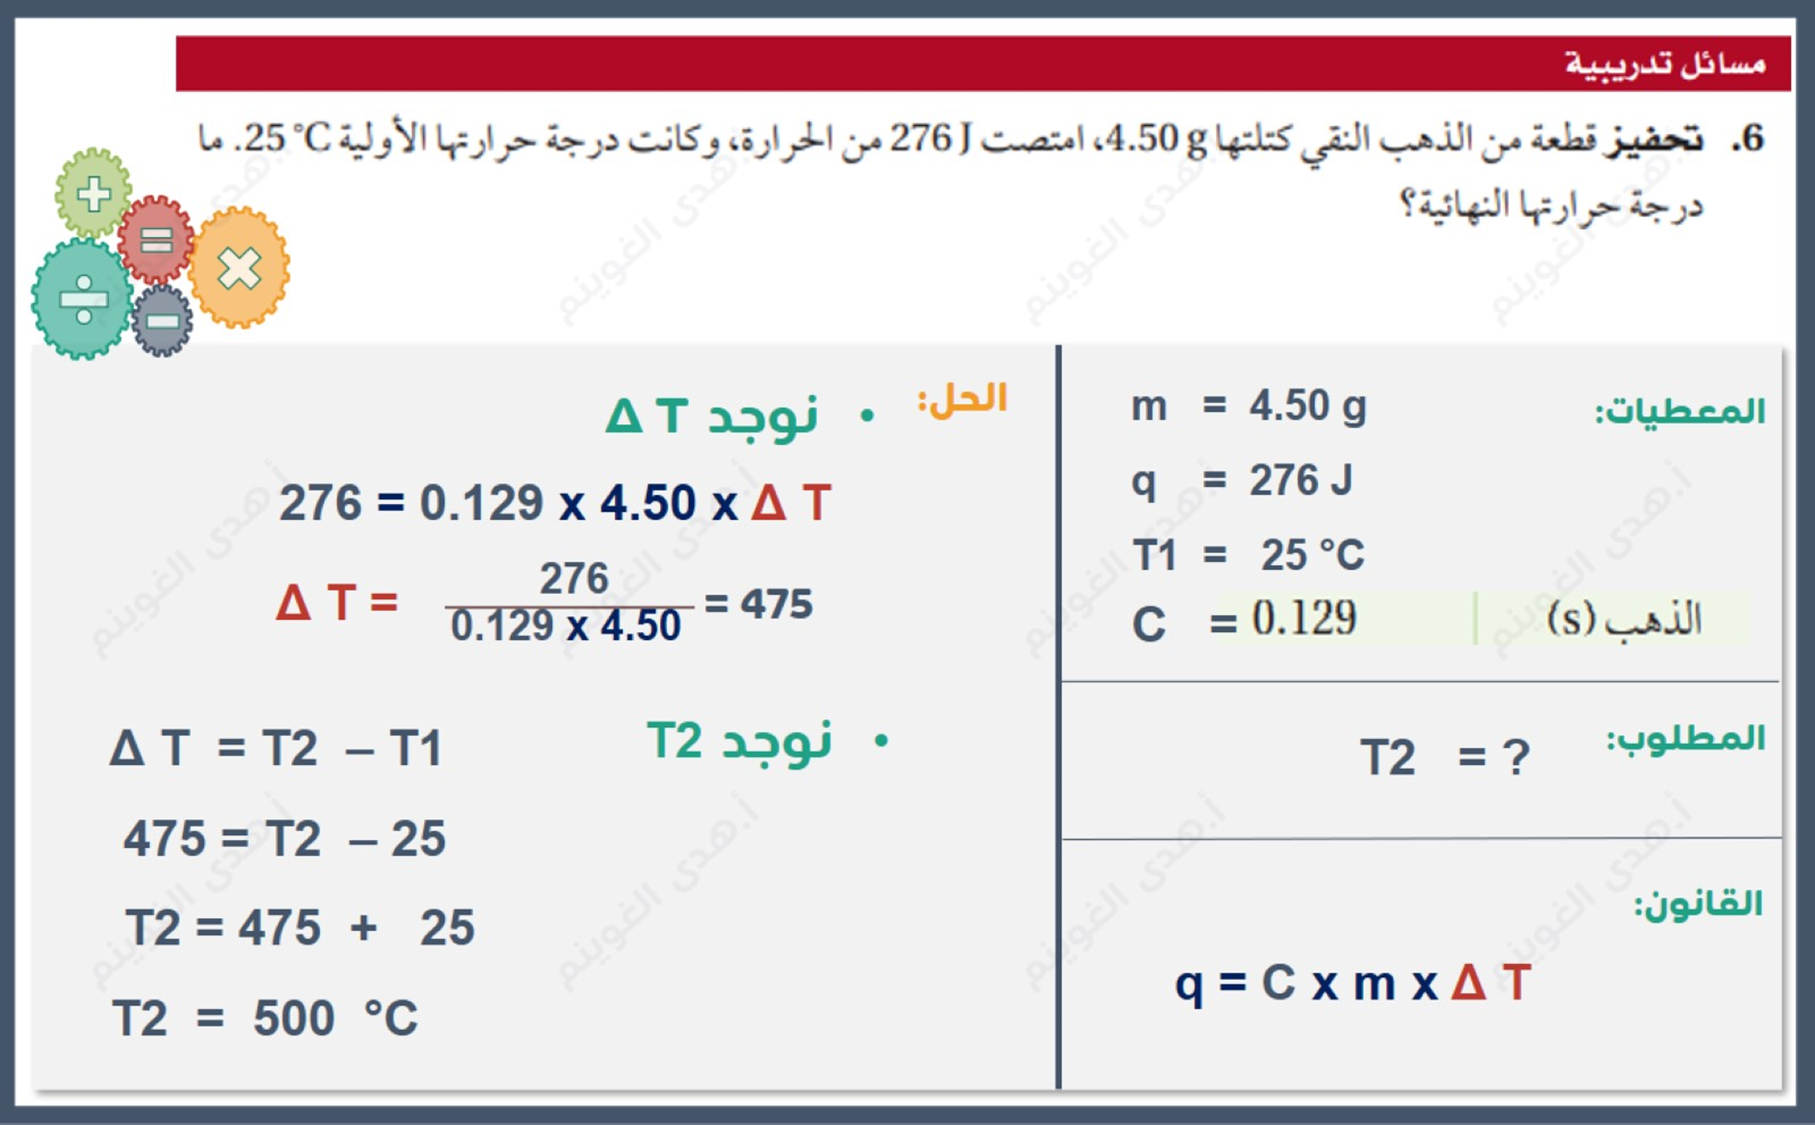 مسائل تدريبية
6. تحفيز قطعة من الذهب النقي كتلتها 4.50 g، امتصت 276 J من الحرارة، وكانت درجة حرارتها الأولية 25 °C. ما
درجة حرارتها النهائية؟
المعطيات:
m = 4.50 g
q = 276 J
T1 = 25 °C
C = 0.129 | الذهب (s)
المطلوب:
T2 = ?
القانون:
q = C x m x Δ T
الحل:
• نوجد Δ T
276 = 0.129 x 4.50 x Δ T
Δ T = 276 / 0.129 x 4.50 = 475
• نوجد T2
Δ T = T2 – T1
475 = T2 – 25
T2 = 475 + 25
T2 = 500 °C
أ.هدى الغوينم